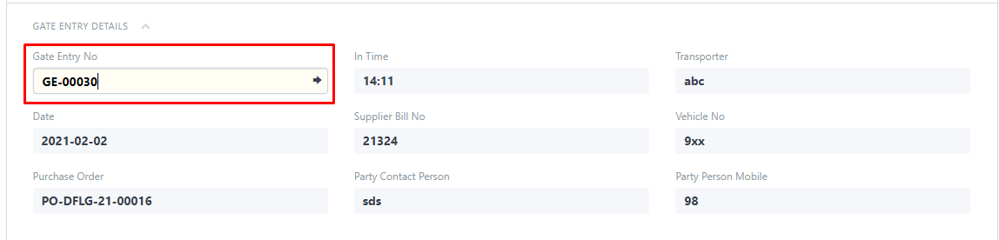 GATE ENTRY DETAILS
Gate Entry No
In Time
Transporter
GE-00030
14:11
abc
Date
Supplier Bill No
Vehicle No
2021-02-02
21324
9xx
Purchase Order
Party Contact Person
Party Person Mobile
PO-DFLG-21-00016
sds
98